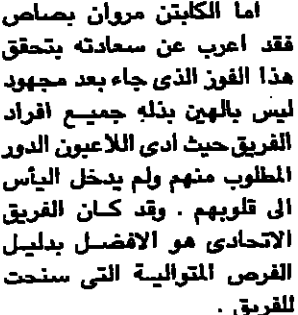 اما الكابتن مروان بصاص
فقد اعرب عن سعادته بتحقق
هذا الفوز الذى جاء بعد مجهود
ليس بالهين بذله جميع افراد
الفريق حيث ادى اللاعبون الدور
المطلوب منهم ولم يدخل اليأس
الى قلوبهم . وقد كان الفريق
الاتحادى هو الافضل بدليل
الفرص المتوالية التى سنحت
للفريق .